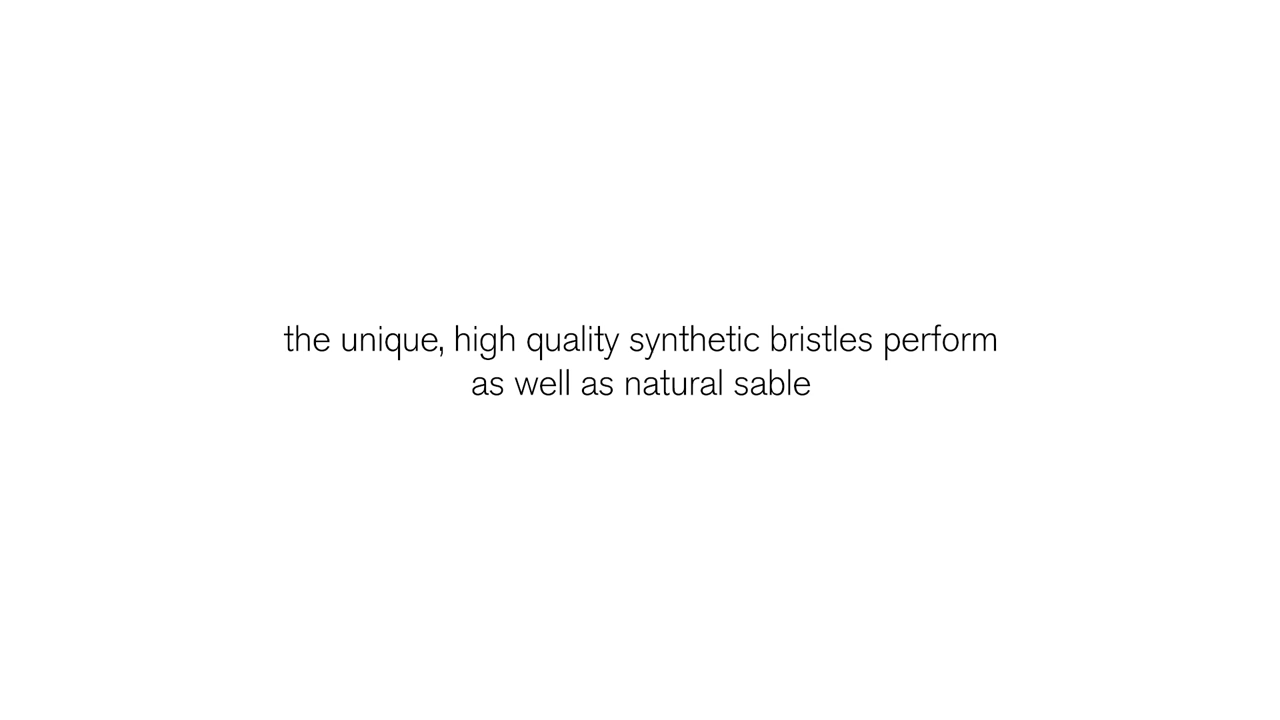 the unique, high quality synthetic bristles perform
as well as natural sable